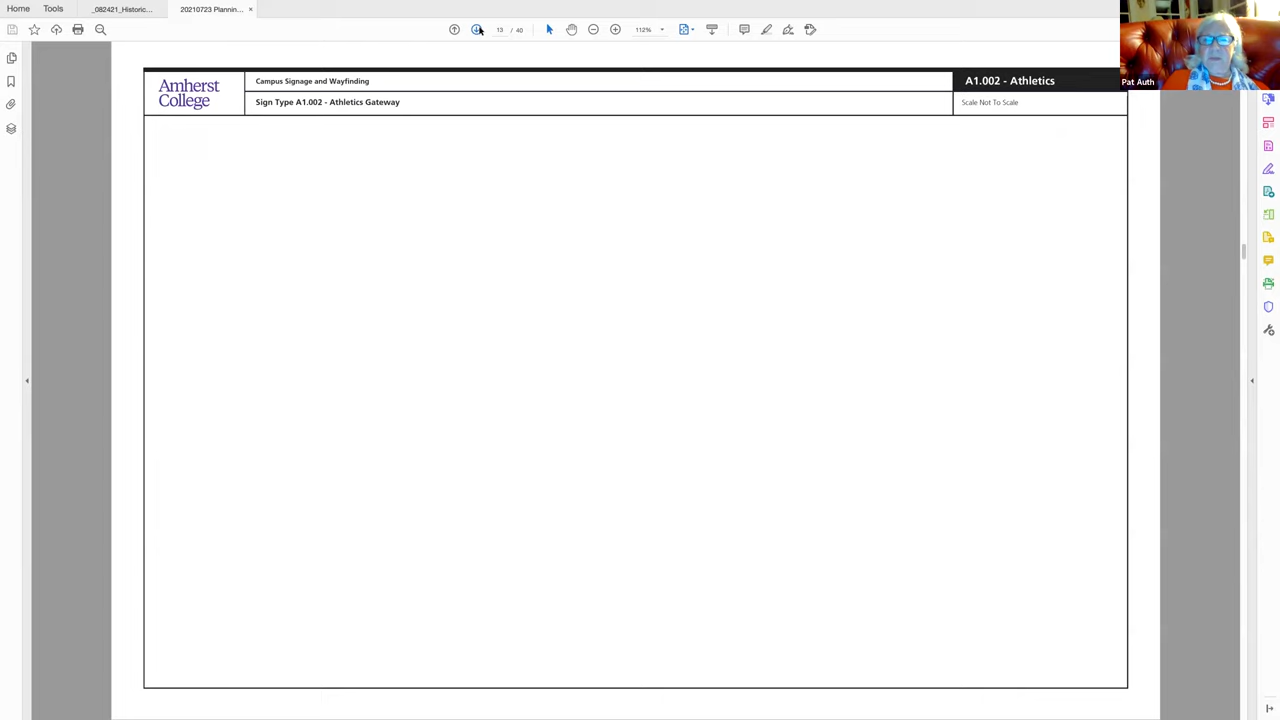 Home
Tools
_082421_Historic...
20210723 Plannin...
×
13 / 40
112%
Pat Auth
Amherst
College
Campus Signage and Wayfinding
A1.002 - Athletics
Sign Type A1.002 - Athletics Gateway
Scale Not To Scale